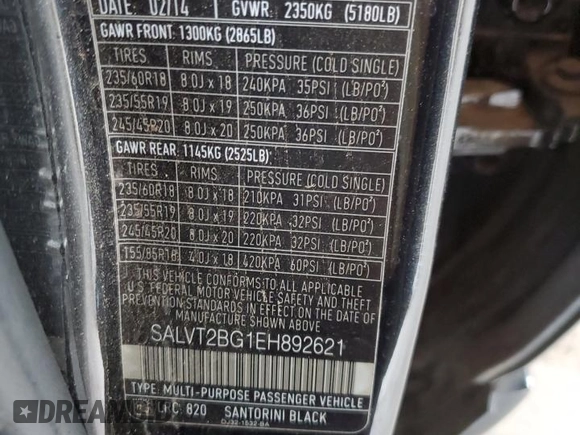 DATE: 02/14 GVWR: 2350KG (5180LB)
GAWR FRONT: 1300KG (2865LB)
TIRES RIMS PRESSURE (COLD SINGLE)
235/60R18 8.0J x 18 240KPA 35PSI (LB/PO²)
235/55R19 8.0J x 19 250KPA 36PSI (LB/PO²)
245/45R20 8.0J x 20 250KPA 36PSI (LB/PO²)
GAWR REAR: 1145KG (2525LB)
TIRES RIMS PRESSURE (COLD SINGLE)
235/60R18 8.0J x 18 210KPA 31PSI (LB/PO²)
235/55R19 8.0J x 19 220KPA 32PSI (LB/PO²)
245/45R20 8.0J x 20 220KPA 32PSI (LB/PO²)
155/85R18 4.0J x 18 420KPA 60PSI (LB/PO²)
THIS VEHICLE CONFORMS TO ALL APPLICABLE
U.S FEDERAL MOTOR VEHICLE SAFETY AND THEFT
STANDARDS IN EFFECT ON THE DATE OF
MANUFACTURE SHOWN ABOVE.
SALVT2BG1EH892621
TYPE: MULTI-PURPOSE PASSENGER VEHICLE
LRC: 820 SANTORINI BLACK
DJ32-1532-BA